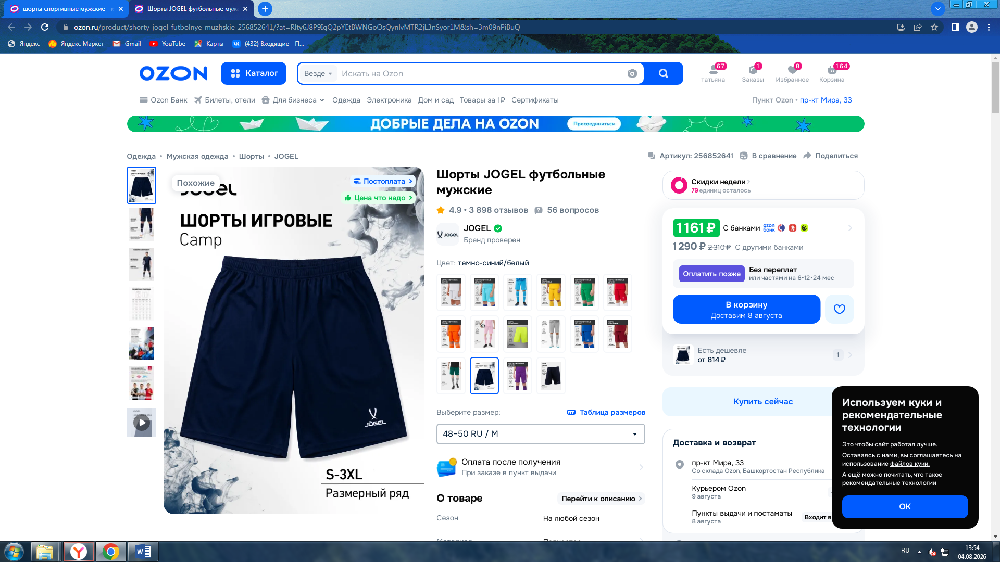 шорты спортивные мужские - к
Шорты JOGEL футбольные муж
ozon.ru/product/shorty-jogel-futbolnye-muzhskie-256852641/?at=Rlty6J8P9IqQ2pYEtBWNGoOsQynlvMTR2jL3nSyor1M&sh=3m09nPiBuQ
Яндекс
Яндекс Маркет
Gmail
YouTube
Карты
(432) Входящие - П...
OZON
Каталог
Везде
Искать на Ozon
67
татьяна
1
Заказы
8
Избранное
164
Корзина
Ozon Банк
Билеты, отели
Для бизнеса
Одежда
Электроника
Дом и сад
Товары за 1₽
Сертификаты
Пункт Ozon • пр-кт Мира, 33
ДОБРЫЕ ДЕЛА НА OZON
Присоединиться
Одежда • Мужская одежда • Шорты • JOGEL
Артикул: 256852641
В сравнение
Поделиться
Похожие
Постоплата
Цена что надо
ШОРТЫ ИГРОВЫЕ
Camp
JÖGEL
S-3XL
Размерный ряд
Шорты JOGEL футбольные
мужские
4.9 • 3 898 отзывов
56 вопросов
JOGEL
JOGEL
Бренд проверен
Цвет: темно-синий/белый
Выберите размер:
Таблица размеров
48–50 RU / M
Оплата после получения
При заказе в пункт выдачи
О товаре
Перейти к описанию
Сезон
На любой сезон
Материал
Полиэстер
Скидки недели
79 единиц осталось
1 161 ₽
С банками
ozon банк
1 290 ₽ 2 310 ₽ С другими банками
Оплатить позже
Без переплат
или частями на 6•12•24 мес
В корзину
Доставим 8 августа
Есть дешевле
от 814 ₽
1
Купить сейчас
Доставка и возврат
пр-кт Мира, 33
Со склада Ozon, Башкортостан Республика
Курьером Ozon
9 августа
Пункты выдачи и постаматы
8 августа
Входит в
Используем куки и
рекомендательные
технологии
Это чтобы сайт работал лучше.
Оставаясь с нами, вы соглашаетесь на
использование файлов куки.
А ещё можно почитать, что такое
рекомендательные технологии
ОК
RU
13:54
04.08.2026